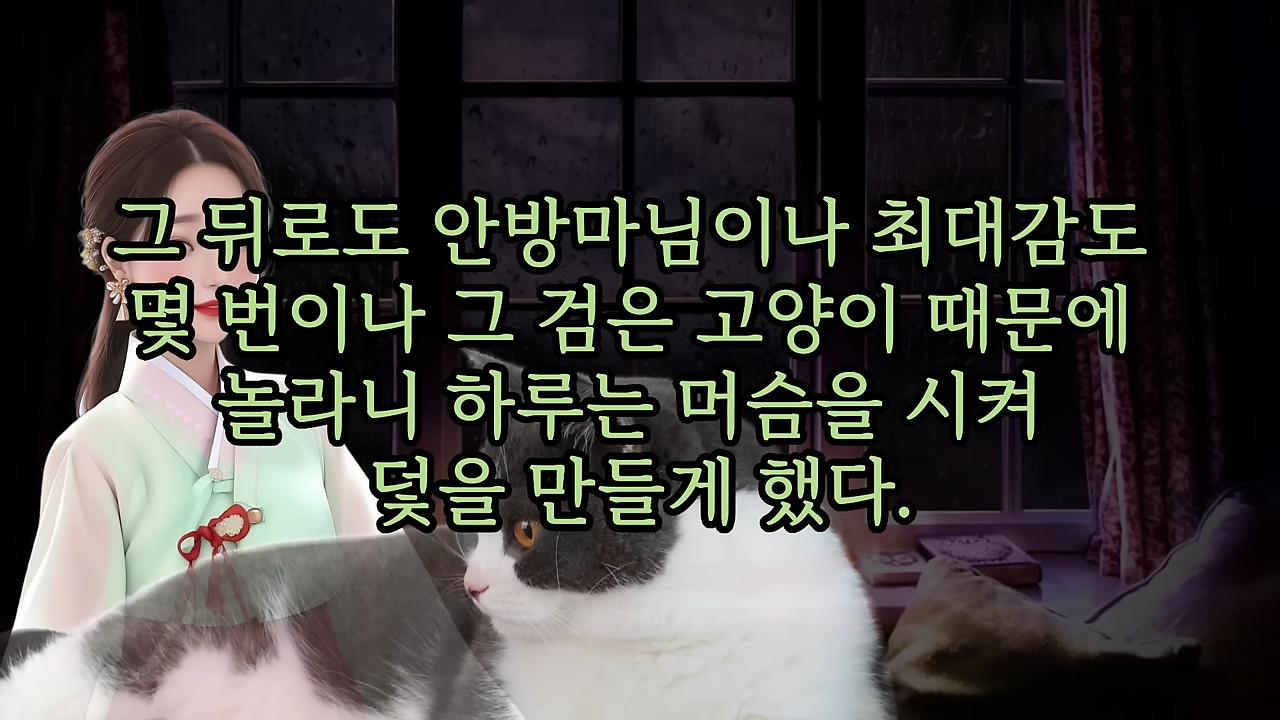 그 뒤로도 안방마님이나 최대감도
몇 번이나 그 검은 고양이 때문에
놀라니 하루는 머슴을 시켜
덫을 만들게 했다.